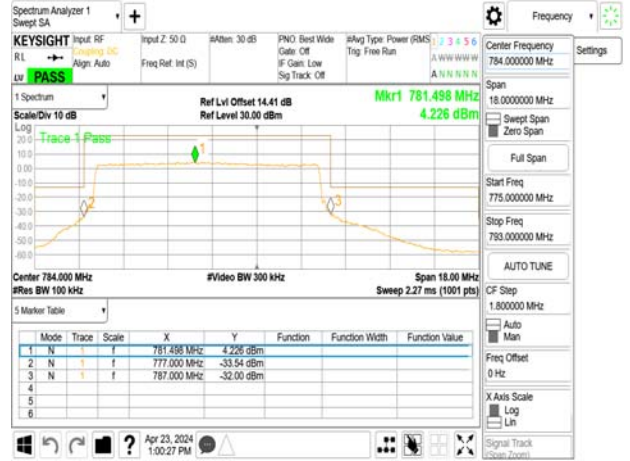 Spectrum Analyzer 1
Swept SA
Frequency
KEYSIGHT
RL
LW PASS
Input: RF
Coupling: DC
Align: Auto
Input Z: 50 Ω
Freq Ref: Int (S)
#Atten: 30 dB
PNO: Best Wide
Gate: Off
IF Gain: Low
Sig Track: Off
#Avg Type: Power (RMS
Trig: Free Run
1 2 3 4 5 6
A WW WW W
A N N N N N
1 Spectrum
Scale/Div 10 dB
Log
Ref Lvl Offset 14.41 dB
Ref Level 30.00 dBm
Mkr1 781.498 MHz
4.226 dBm
Trace 1 Pass
20.0
10.0
0.00
-10.0
-20.0
-30.0
-40.0
-50.0
-60.0
1
2
3
Center 784.000 MHz
#Res BW 100 kHz
#Video BW 300 kHz
Span 18.00 MHz
Sweep 2.27 ms (1001 pts)
5 Marker Table
Mode Trace Scale X Y Function Function Width Function Value
1 N 1 f 781.498 MHz 4.226 dBm
2 N 1 f 777.000 MHz -33.54 dBm
3 N 1 f 787.000 MHz -32.00 dBm
4
5
6
Apr 23, 2024
1:00:27 PM
Center Frequency
784.000000 MHz
Settings
Span
18.0000000 MHz
Swept Span
Zero Span
Full Span
Start Freq
775.000000 MHz
Stop Freq
793.000000 MHz
AUTO TUNE
CF Step
1.800000 MHz
Auto
Man
Freq Offset
0 Hz
X Axis Scale
Log
Lin
Signal Track
(Span Zoom)